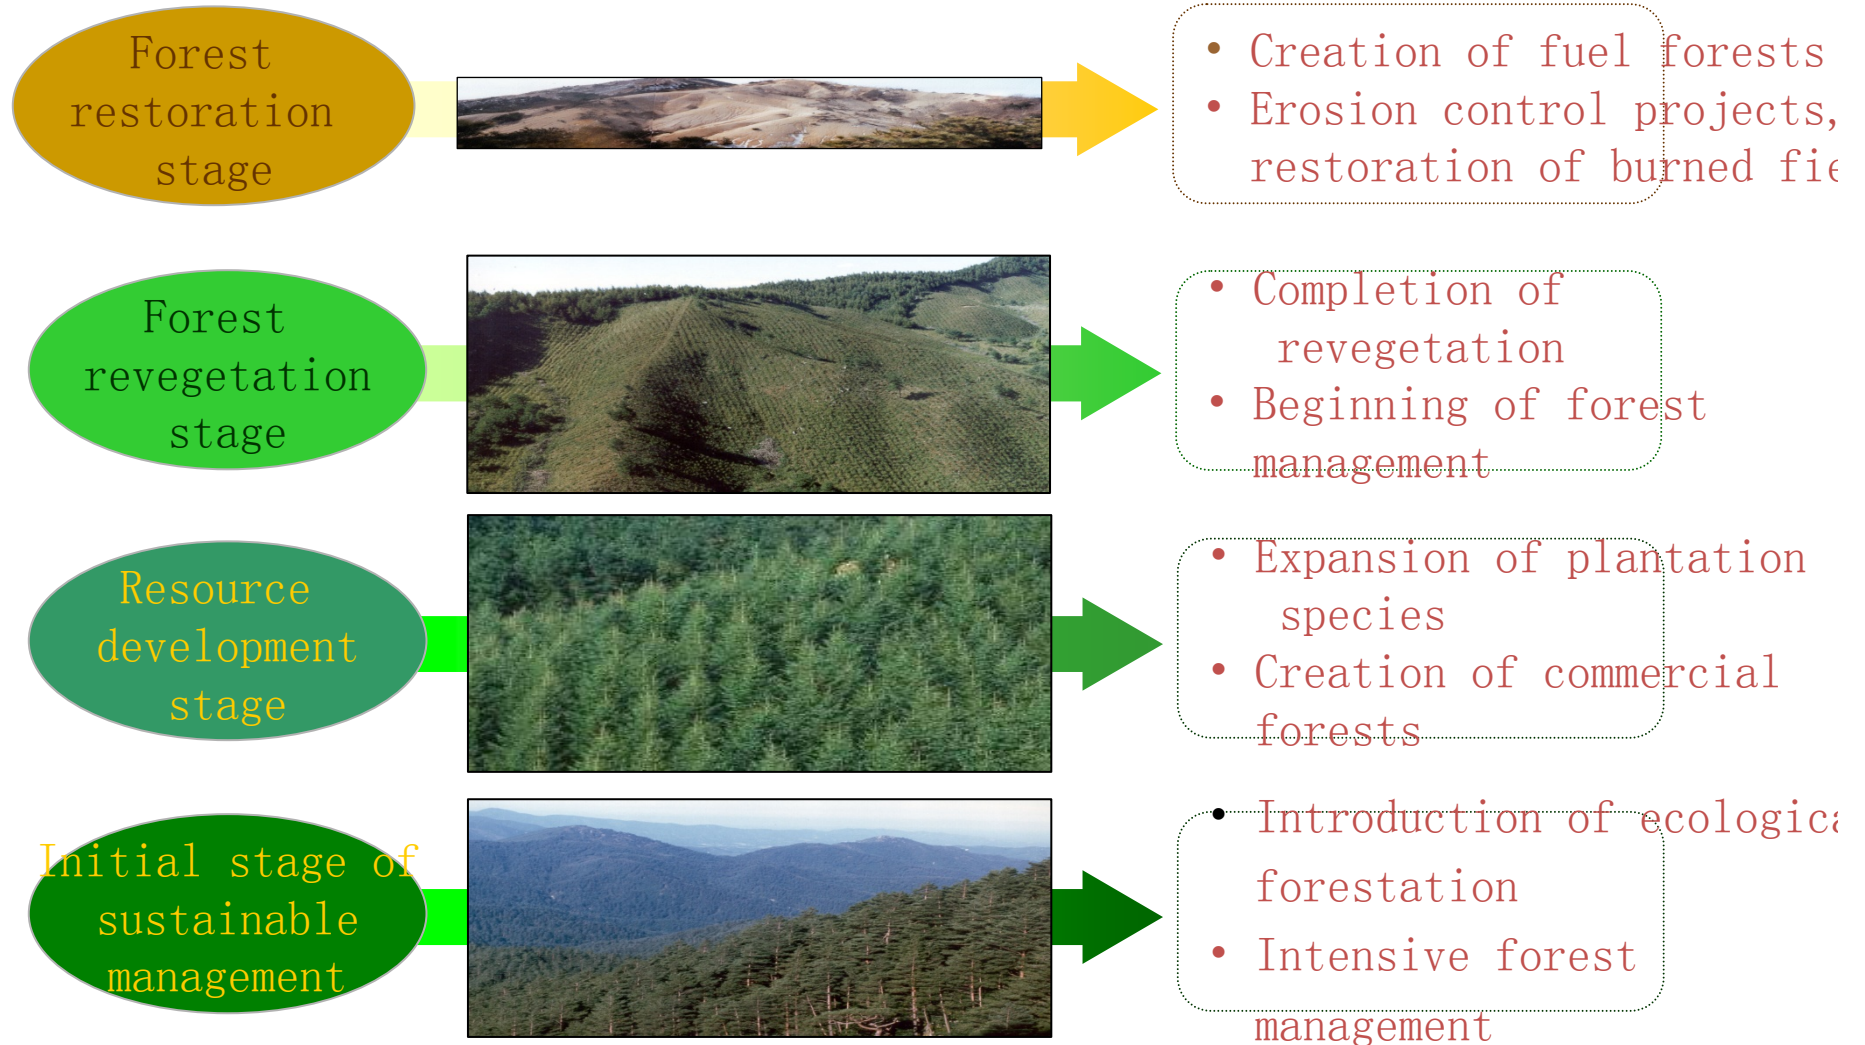 Forest
restoration
stage
• Creation of fuel forests
• Erosion control projects,
restoration of burned
Forest
revegetation
stage
• Completion of
revegetation
• Beginning of forest
management
Resource
development
stage
• Expansion of plantation
species
• Creation of commercial
forests
Initial stage of
sustainable
management
• Introduction of
forestation
• Intensive forest
management